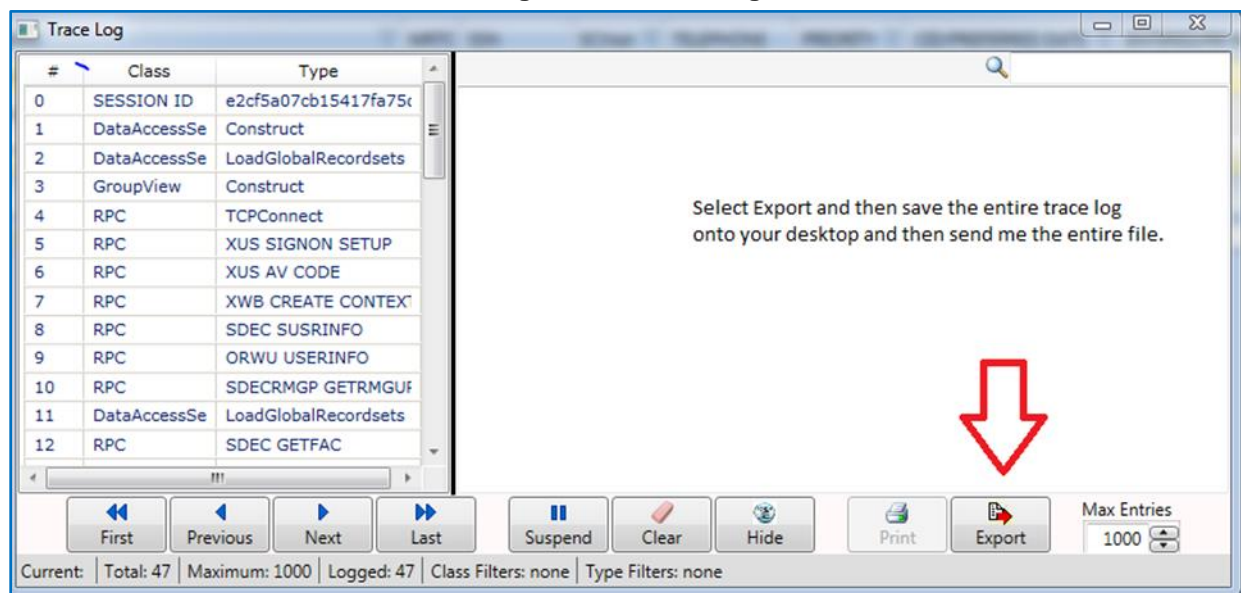 Trace Log
# Class Type
0 SESSION ID e2cf5a07cb15417fa75c
1 DataAccessSe Construct
2 DataAccessSe LoadGlobalRecordsets
3 GroupView Construct
4 RPC TCPConnect
5 RPC XUS SIGNON SETUP
6 RPC XUS AV CODE
7 RPC XWB CREATE CONTEXT
8 RPC SDEC SUSRINFO
9 RPC ORWU USERINFO
10 RPC SDECRMGP GETRMGUF
11 DataAccessSe LoadGlobalRecordsets
12 RPC SDEC GETFAC
Select Export and then save the entire trace log
onto your desktop and then send me the entire file.
First Previous Next Last Suspend Clear Hide Print Export Max Entries
1000
Current: Total: 47 Maximum: 1000 Logged: 47 Class Filters: none Type Filters: none